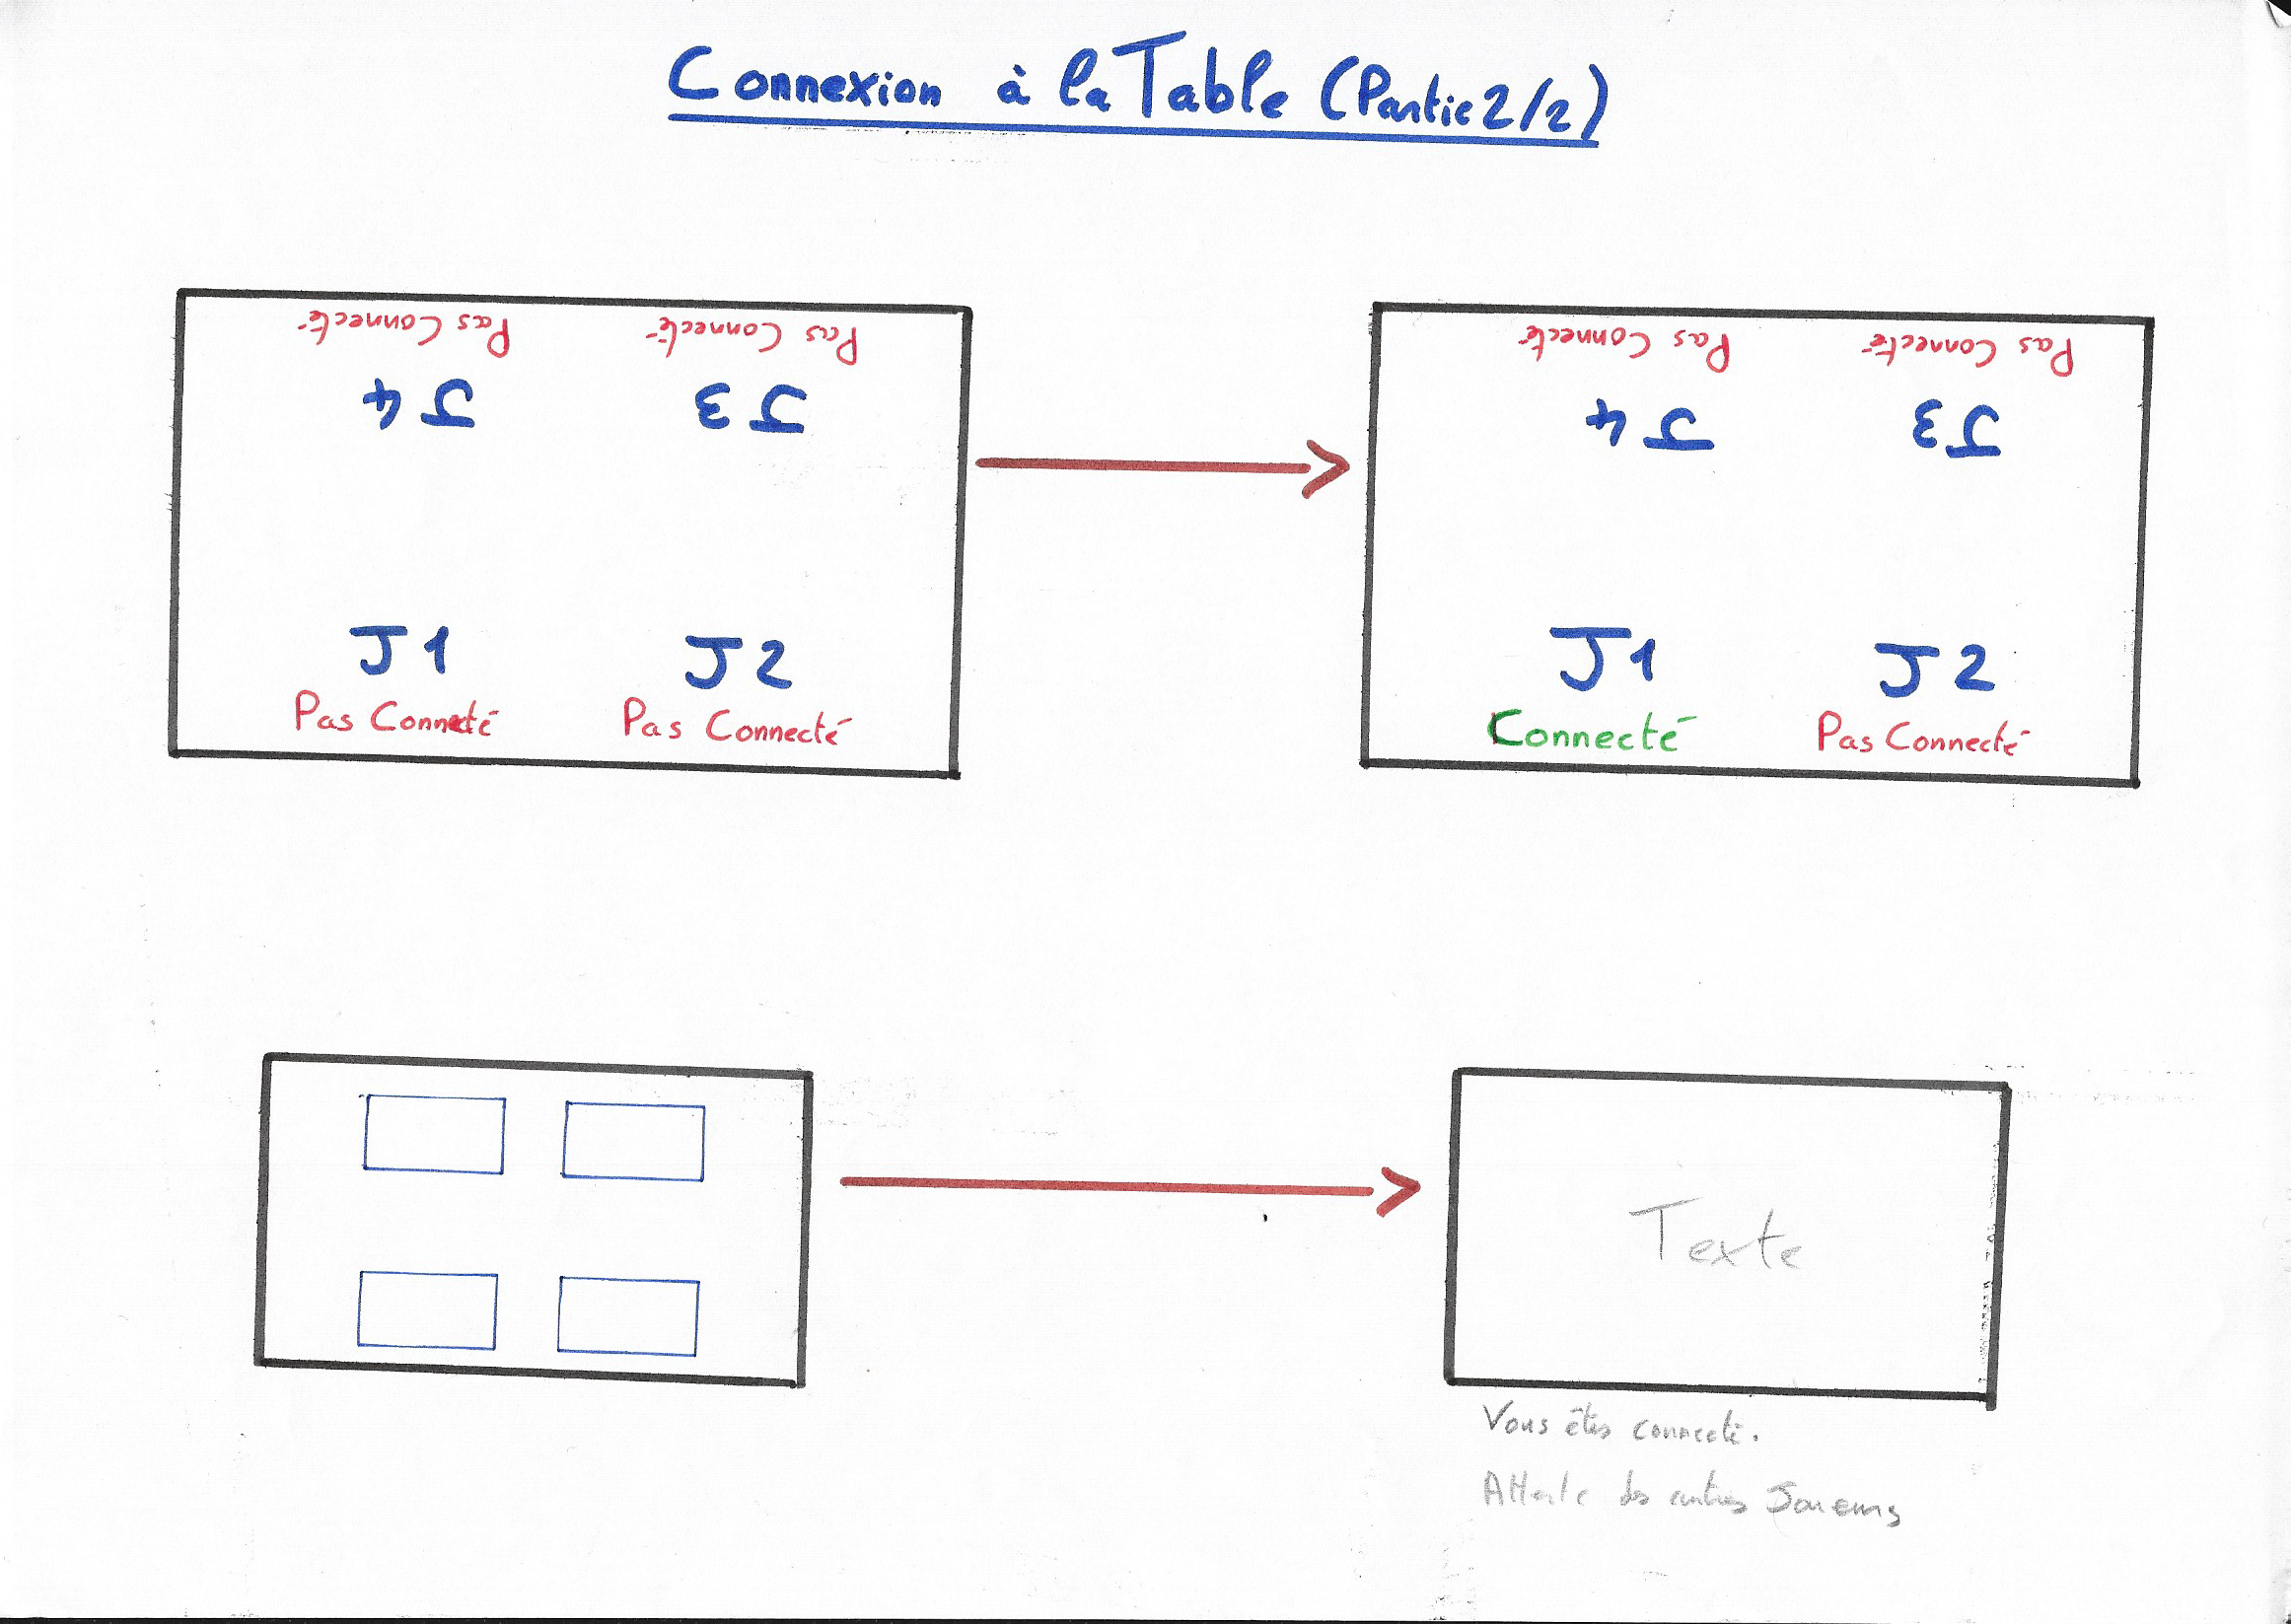 Connexion à la Table (Partie 2/2)
Pas Connecté Pas Connecté
J4 J3
J1 J2
Pas Connecté Pas Connecté
Pas Connecté Pas Connecté
J4 J3
J1 J2
Connecté Pas Connecté
Texte
Vous êtes connecté.
Attente des autres Joueurs